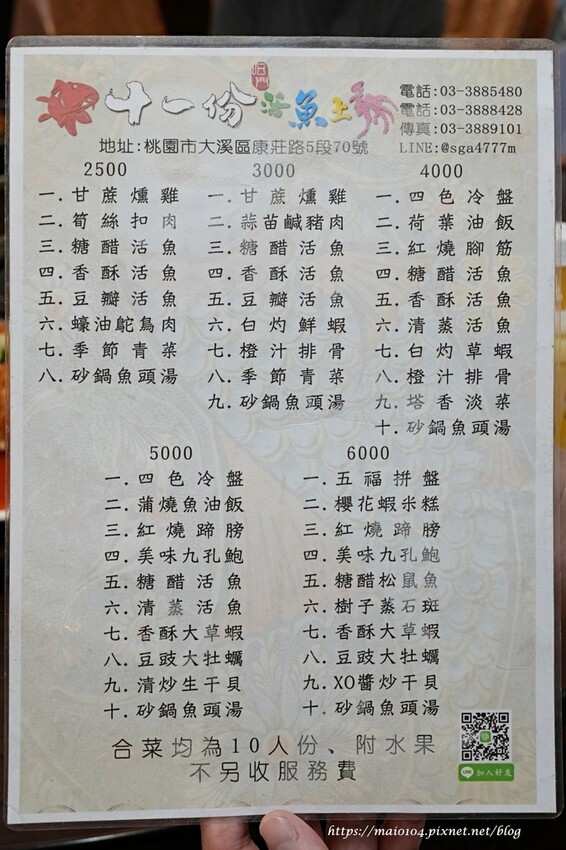 十一份 活魚土雞
石門
電話:03-3885480
電話:03-3888428
傳真:03-3889101
地址:桃園市大溪區康莊路5段70號 LINE:@sga4777m
2500
一.甘蔗燻雞
二.筍絲扣肉
三.糖醋活魚
四.香酥活魚
五.豆瓣活魚
六.蠔油鴕鳥肉
七.季節青菜
八.砂鍋魚頭湯
3000
一.甘蔗燻雞
二.蒜苗鹹豬肉
三.糖醋活魚
四.香酥活魚
五.豆瓣活魚
六.白灼鮮蝦
七.橙汁排骨
八.季節青菜
九.砂鍋魚頭湯
4000
一.四色冷盤
二.荷葉油飯
三.紅燒腳筋
四.糖醋活魚
五.香酥活魚
六.清蒸活魚
七.白灼草蝦
八.橙汁排骨
九.塔香淡菜
十.砂鍋魚頭湯
5000
一.四色冷盤
二.蒲燒魚油飯
三.紅燒蹄膀
四.美味九孔鮑
五.糖醋活魚
六.清蒸活魚
七.香酥大草蝦
八.豆豉大牡蠣
九.清炒生干貝
十.砂鍋魚頭湯
6000
一.五福拼盤
二.櫻花蝦米糕
三.紅燒蹄膀
四.美味九孔鮑
五.糖醋松鼠魚
六.樹子蒸石斑
七.香酥大草蝦
八.豆豉大牡蠣
九.XO醬炒干貝
十.砂鍋魚頭湯
合菜均為10人份、附水果
不另收服務費
LINE 加入好友
https://maio104.pixnet.net/blog